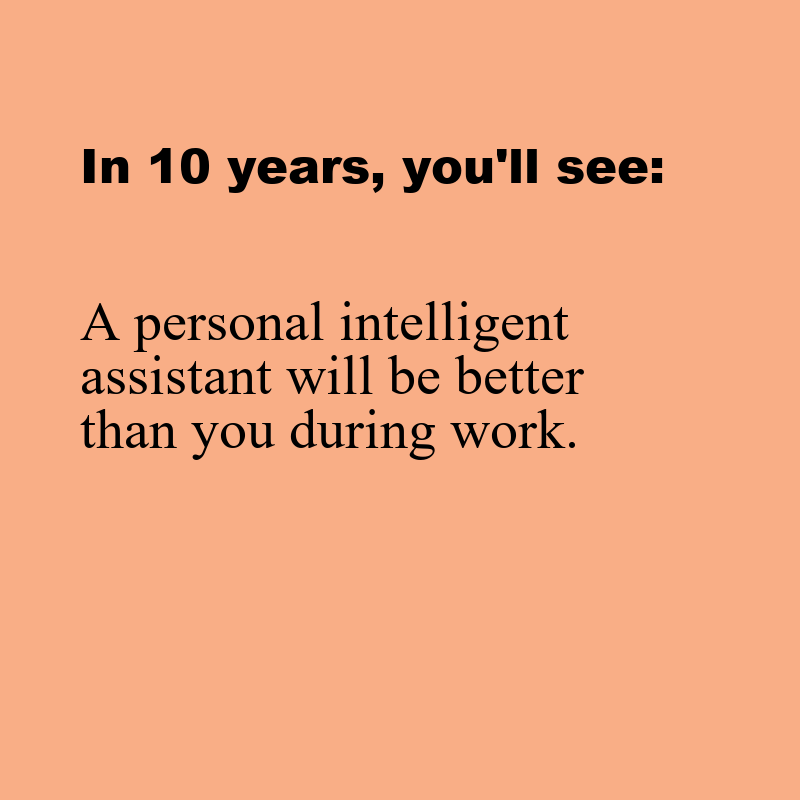 In 10 years, you'll see:
A personal intelligent
assistant will be better
than you during work.